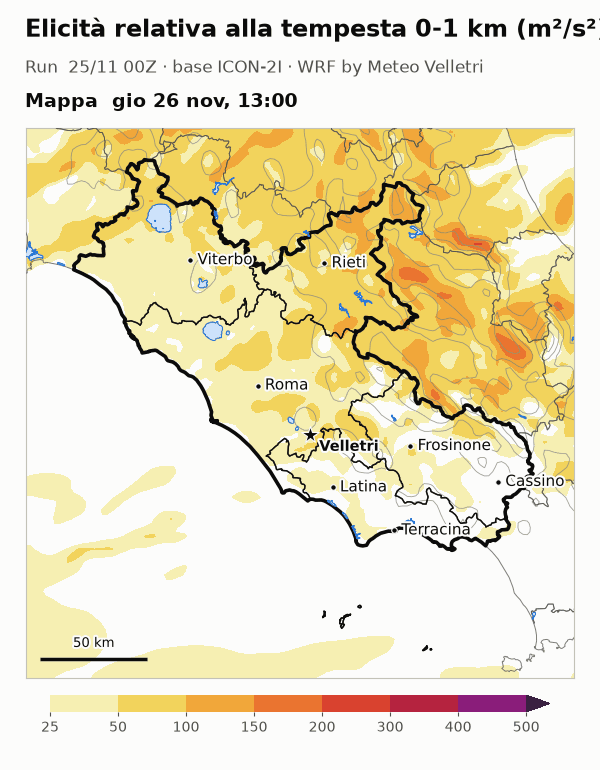 Elicità relativa alla tempesta 0-1 km (m²/s²)
Run 25/11 00Z · base ICON-2I · WRF by Meteo Velletri
Mappa gio 26 nov, 13:00
Viterbo
Rieti
Roma
Velletri
Frosinone
Latina
Cassino
Terracina
50 km
25 50 100 150 200 300 400 500